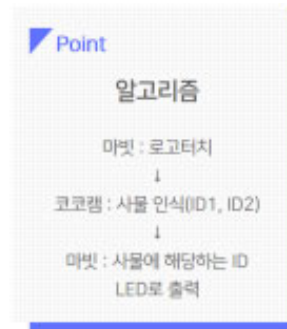 Point
알고리즘
마빗 : 로고터치
↓
코코캠 : 사물 인식(ID1, ID2)
↓
마빗 : 사물에 해당하는 ID
LED로 출력